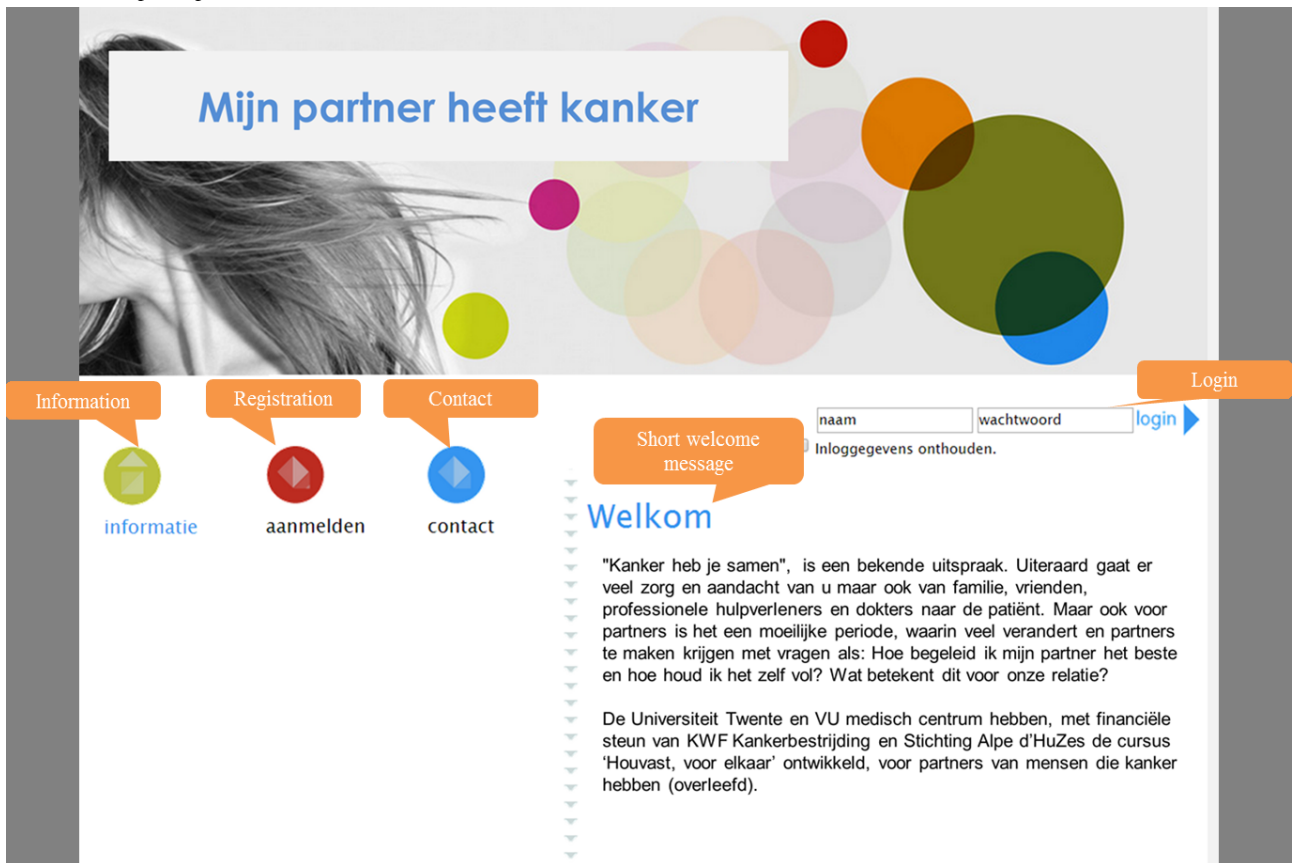 Mijn partner heeft kanker
Information
Registration
Contact
Login
naam
wachtwoord
login
Short welcome
message
Inloggegevens onthouden.
informatie
aanmelden
contact
Welkom
"Kanker heb je samen", is een bekende uitspraak. Uiteraard gaat er
veel zorg en aandacht van u maar ook van familie, vrienden,
professionele hulpverleners en dokters naar de patiënt. Maar ook voor
partners is het een moeilijke periode, waarin veel verandert en partners
te maken krijgen met vragen als: Hoe begeleid ik mijn partner het beste
en hoe houd ik het zelf vol? Wat betekent dit voor onze relatie?
De Universiteit Twente en VU medisch centrum hebben, met financiële
steun van KWF Kankerbestrijding en Stichting Alpe d'HuZes de cursus
'Houvast, voor elkaar' ontwikkeld, voor partners van mensen die kanker
hebben (overleefd).